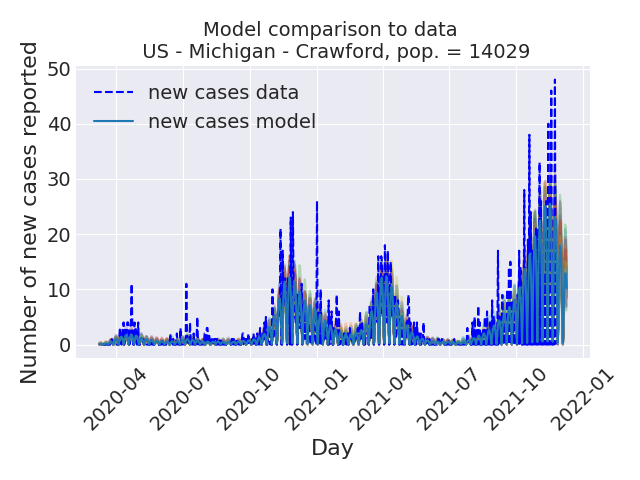 Model comparison to data
US - Michigan - Crawford, pop. = 14029
Number of new cases reported
50
40
30
20
10
0
new cases data
new cases model
2020-04
2020-07
2020-10
2021-01
2021-04
2021-07
2021-10
2022-01
Day